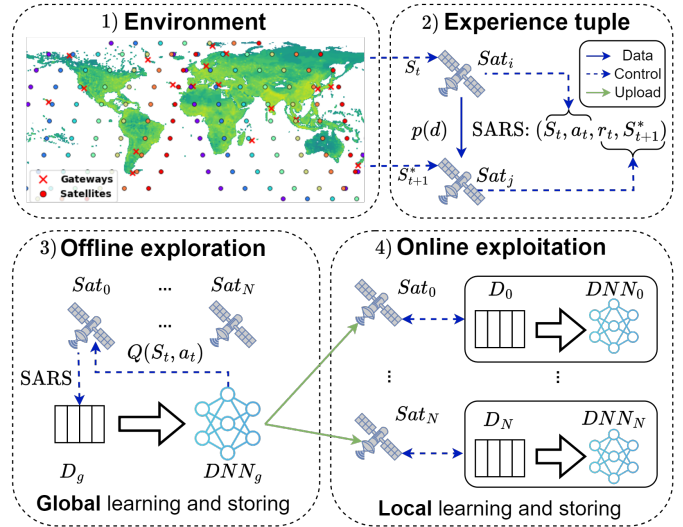 1) Environment
Gateways
Satellites
2) Experience tuple
S_t
Sat_i
Data
Control
Upload
p(d)
SARS: (S_t, a_t, r_t, S^*_{t+1})
S^*_{t+1}
Sat_j
3) Offline exploration
Sat_0 ... Sat_N
...
Q(S_t, a_t)
SARS
D_g
DNN_g
Global learning and storing
4) Online exploitation
Sat_0
D_0
DNN_0
⋮
⋮
Sat_N
D_N
DNN_N
Local learning and storing